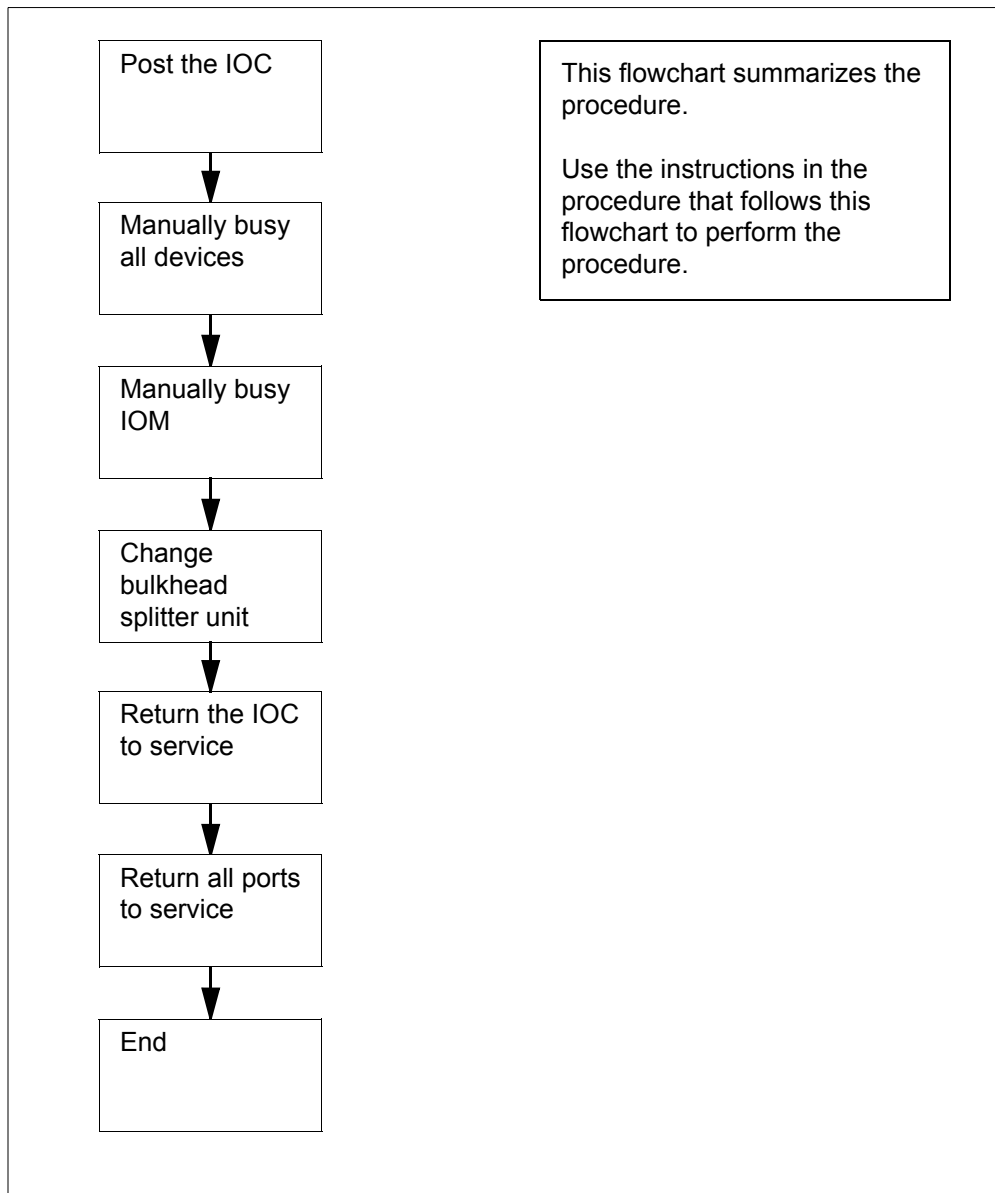 Post the IOC
Manually busy
all devices
Manually busy
IOM
Change
bulkhead
splitter unit
Return the IOC
to service
Return all ports
to service
End
This flowchart summarizes the
procedure.
Use the instructions in the
procedure that follows this
flowchart to perform the
procedure.